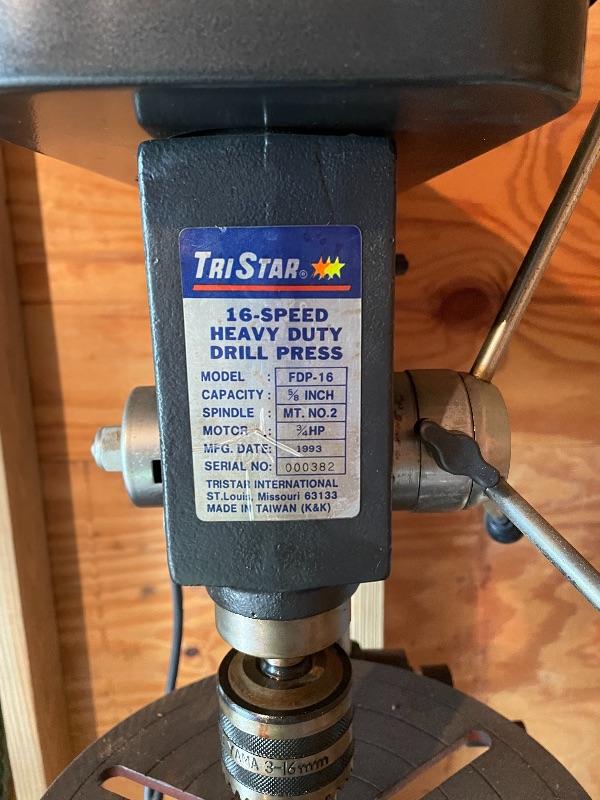 TRISTAR®
16-SPEED
HEAVY DUTY
DRILL PRESS
MODEL : FDP-16
CAPACITY : 5/8 INCH
SPINDLE : MT. NO.2
MOTOR : 3/4HP
MFG. DATE: 1993
SERIAL NO: 000382
TRISTAR INTERNATIONAL
ST.Louis, Missouri 63133
MADE IN TAIWAN (K&K)
YAMA 3-16mm